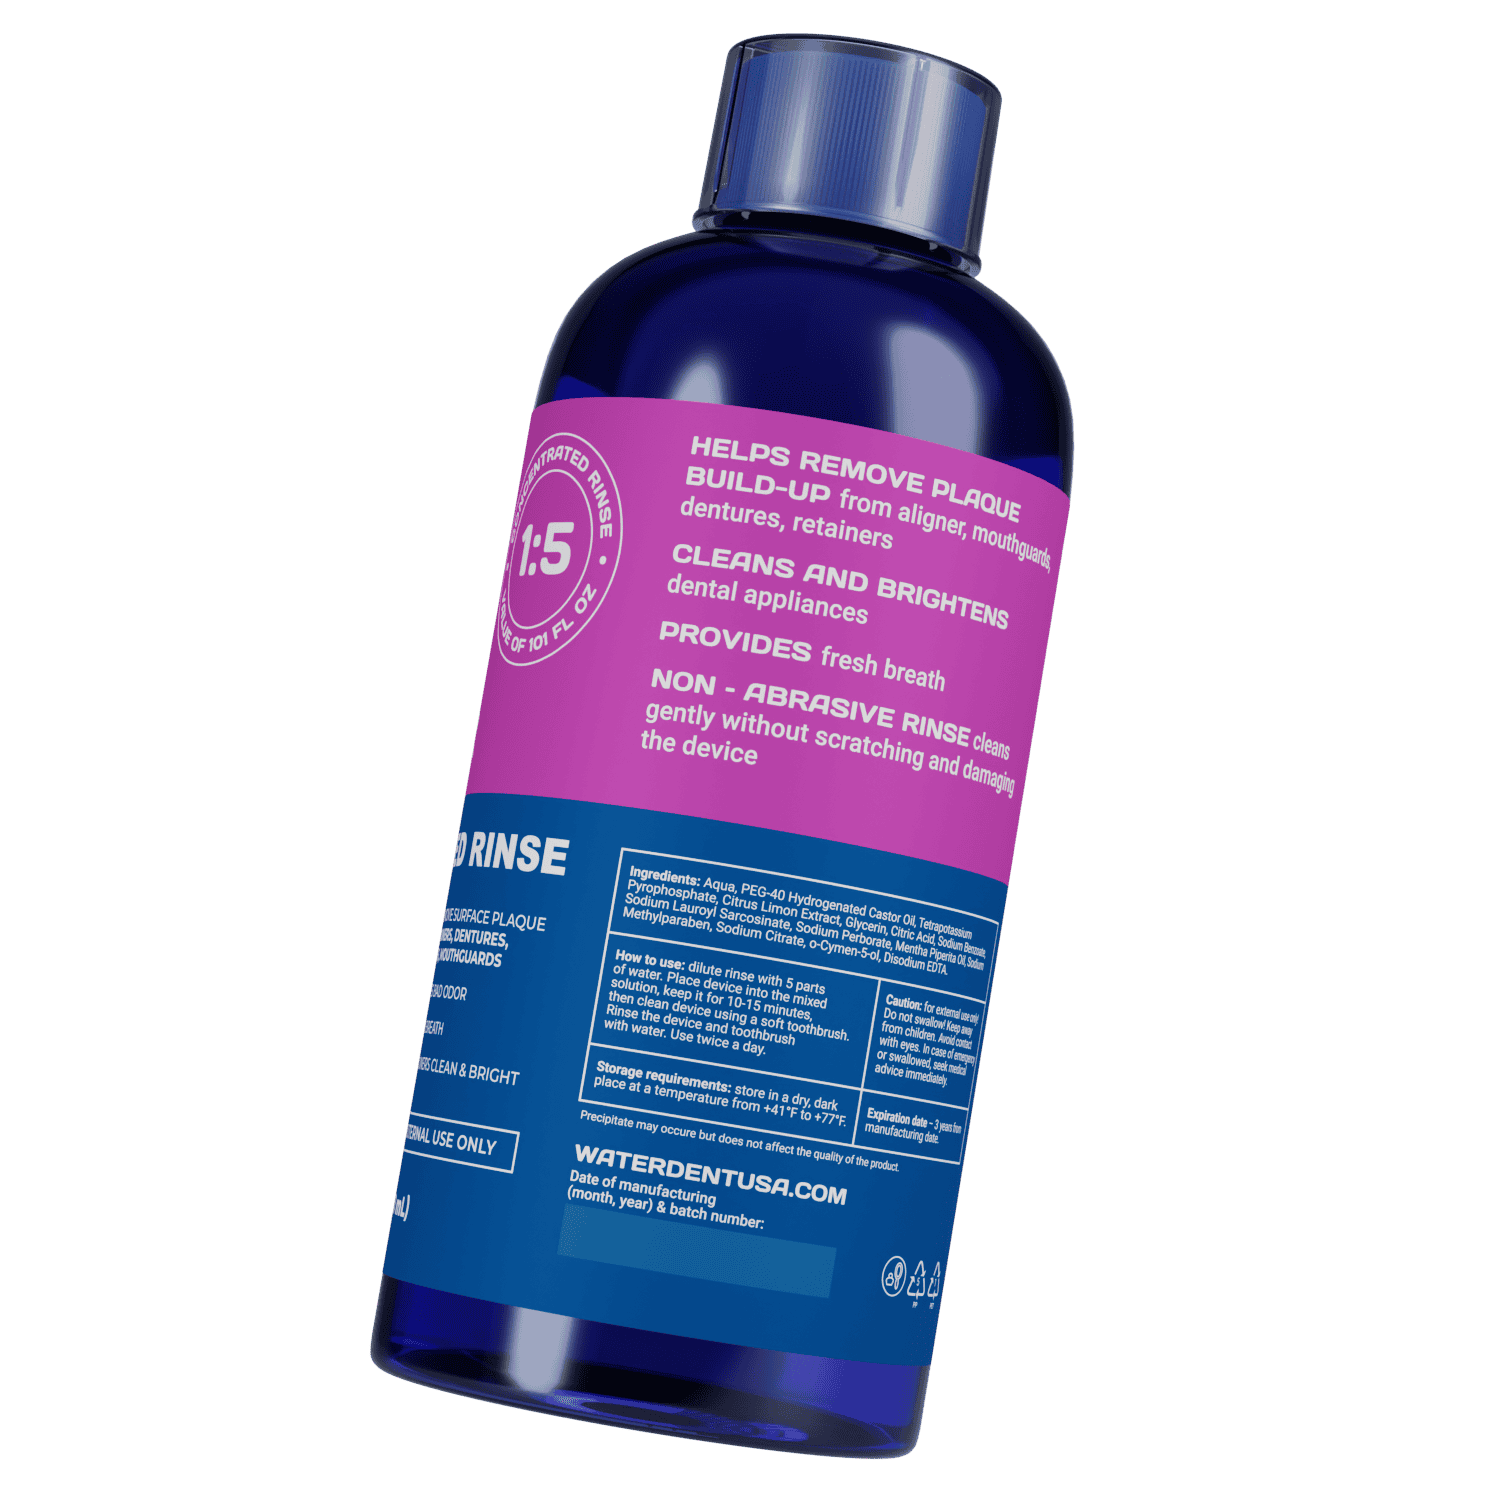 CONCENTRATED RINSE
1:5
VALUE OF 101 FL OZ
HELPS REMOVE PLAQUE
BUILD-UP from aligner, mouthguards,
dentures, retainers
CLEANS AND BRIGHTENS
dental appliances
PROVIDES fresh breath
NON - ABRASIVE RINSE cleans
gently without scratching and damaging
the device
RINSE
SURFACE PLAQUE
DENTURES,
MOUTHGUARDS
BAD ODOR
BREATH
CLEAN & BRIGHT
USE ONLY
mL)
Ingredients: Aqua, PEG-40 Hydrogenated Castor Oil, Tetrapotassium
Pyrophosphate, Citrus Limon Extract, Glycerin, Citric Acid, Sodium Benzoate,
Sodium Lauroyl Sarcosinate, Sodium Perborate, Mentha Piperita Oil, Sodium
Methylparaben, Sodium Citrate, o-Cymen-5-ol, Disodium EDTA.
How to use: dilute rinse with 5 parts
of water. Place device into the mixed
solution, keep it for 10-15 minutes,
then clean device using a soft toothbrush.
Rinse the device and toothbrush
with water. Use twice a day.
Caution: for external use only!
Do not swallow! Keep away
from children. Avoid contact
with eyes. In case of emergency
or swallowed, seek medical
advice immediately.
Storage requirements: store in a dry, dark
place at a temperature from +41°F to +77°F.
Expiration date – 3 years from
manufacturing date.
Precipitate may occure but does not affect the quality of the product.
WATERDENTUSA.COM
Date of manufacturing
(month, year) & batch number:
5
PP